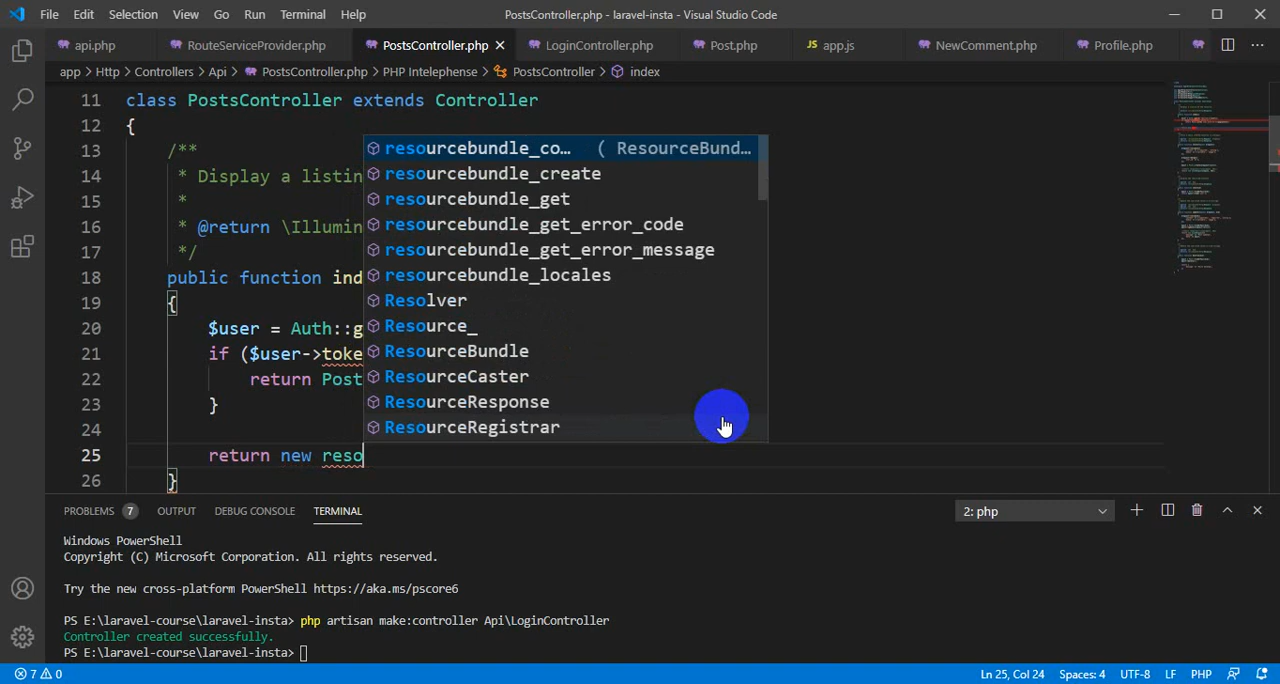 File Edit Selection View Go Run Terminal Help PostsController.php - laravel-insta - Visual Studio Code
api.php RouteServiceProvider.php PostsController.php LoginController.php Post.php JS app.js NewComment.php Profile.php
app > Http > Controllers > Api > PostsController.php > PHP Intelephense > PostsController > index
11 class PostsController extends Controller
12 {
13 /**
14 * Display a listin
15 *
16 * @return \Illumin
17 */
18 public function ind
19 {
20 $user = Auth::g
21 if ($user->toke
22 return Post
23 }
24
25 return new reso
26 }
resourcebundle_co... ( ResourceBund...
resourcebundle_create
resourcebundle_get
resourcebundle_get_error_code
resourcebundle_get_error_message
resourcebundle_locales
Resolver
Resource_
ResourceBundle
ResourceCaster
ResourceResponse
ResourceRegistrar
PROBLEMS 7 OUTPUT DEBUG CONSOLE TERMINAL 2: php
Windows PowerShell
Copyright (C) Microsoft Corporation. All rights reserved.
Try the new cross-platform PowerShell https://aka.ms/pscore6
PS E:\laravel-course\laravel-insta> php artisan make:controller Api\LoginController
Controller created successfully.
PS E:\laravel-course\laravel-insta>
7 0 Ln 25, Col 24 Spaces: 4 UTF-8 LF PHP